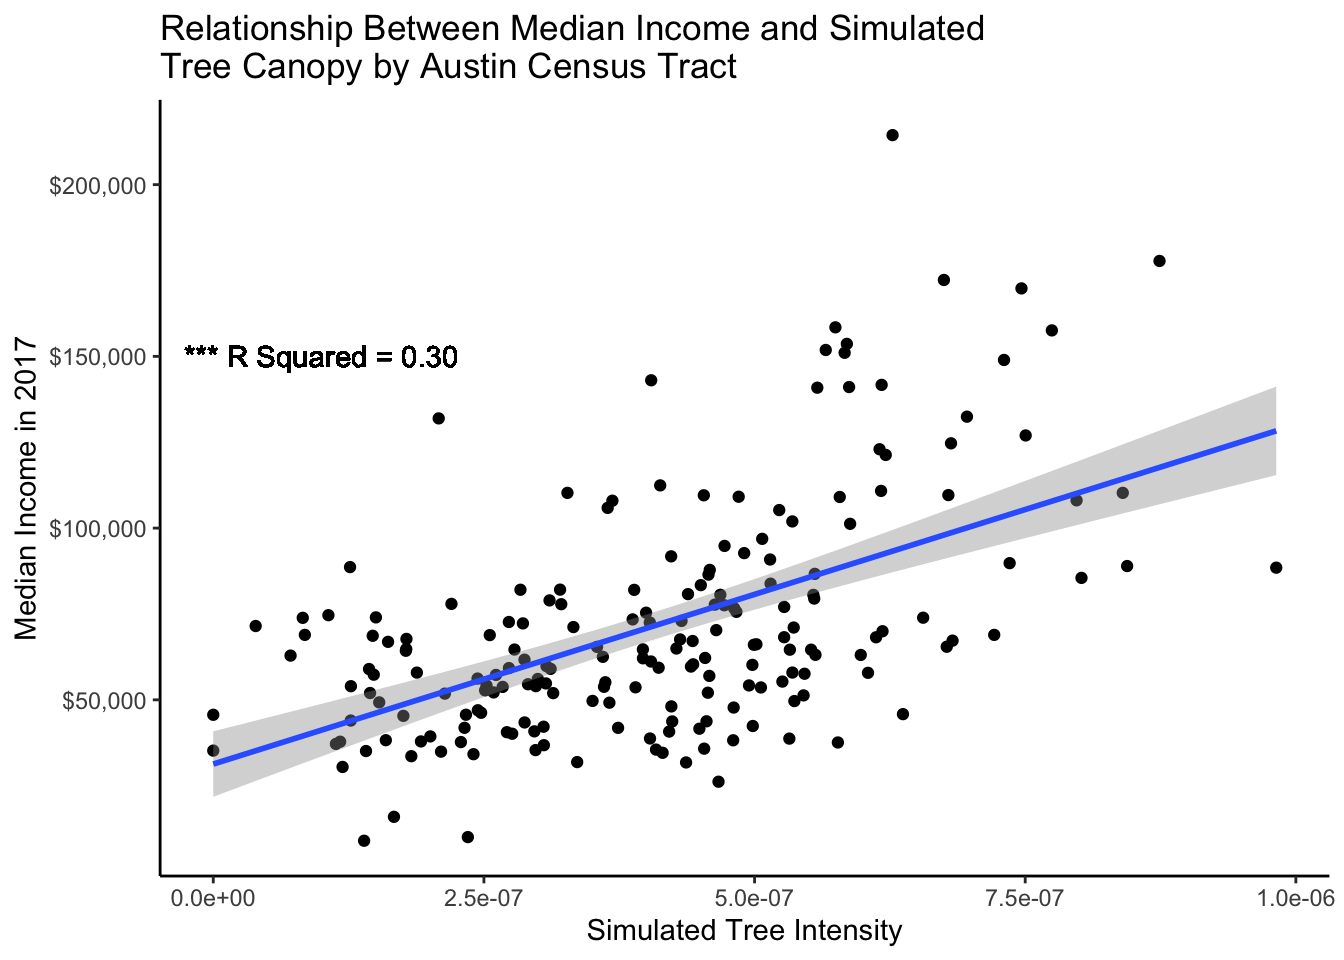 Relationship Between Median Income and Simulated
Tree Canopy by Austin Census Tract
$200,000
$150,000
$100,000
$50,000
Median Income in 2017
*** R Squared = 0.30
0.0e+00
2.5e-07
5.0e-07
7.5e-07
1.0e-06
Simulated Tree Intensity